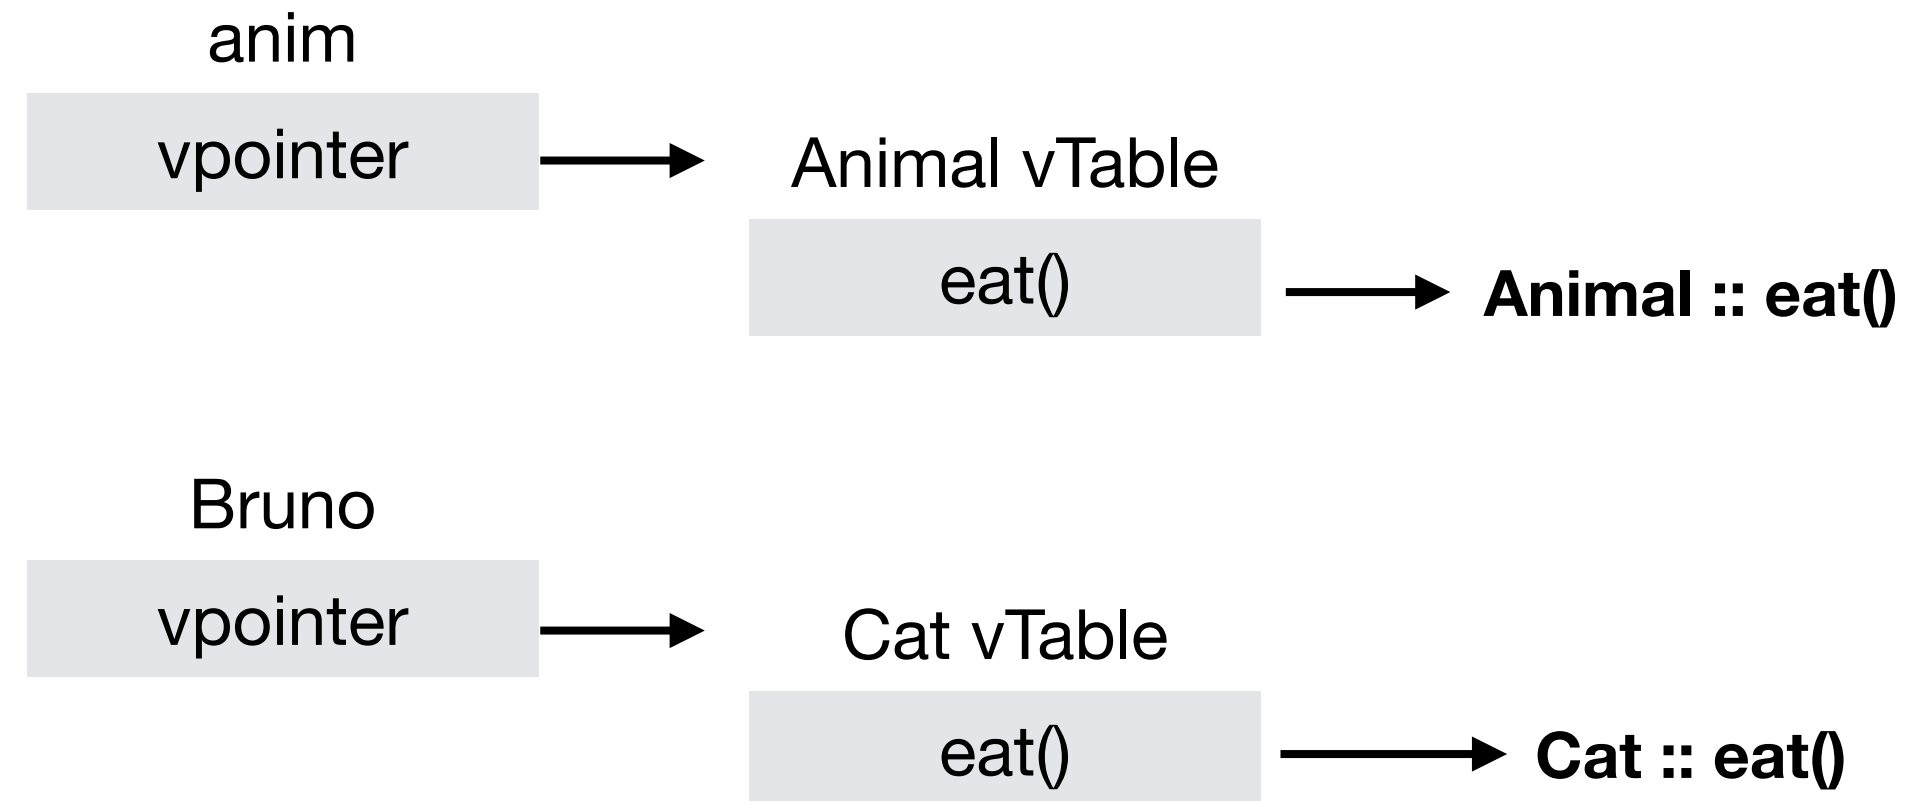 anim
vpointer
Animal vTable
eat()
Animal :: eat()
Bruno
vpointer
Cat vTable
eat()
Cat :: eat()